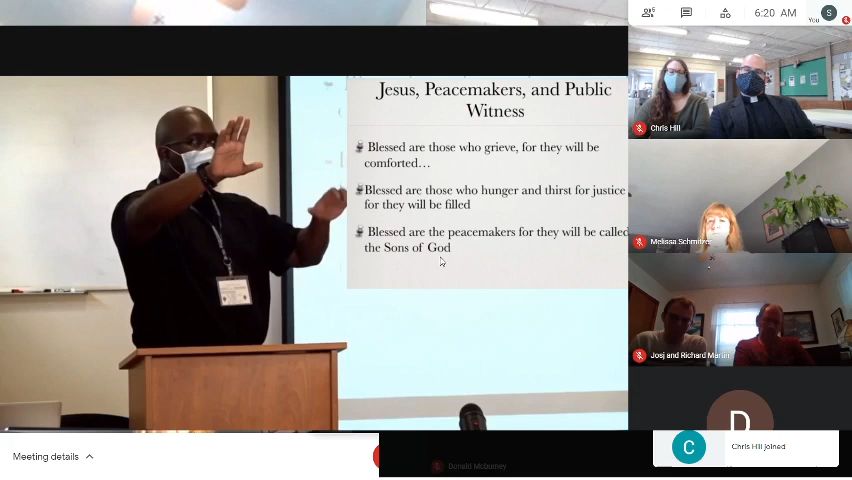 6:20 AM
You
S
Jesus, Peacemakers, and Public
Witness
Blessed are those who grieve, for they will be
comforted…
Blessed are those who hunger and thirst for justice
for they will be filled
Blessed are the peacemakers for they will be called
the Sons of God
Chris Hill
Melissa Schmitzer
Josj and Richard Martin
D
C
Chris Hill joined
Meeting details
Donald Mcburney